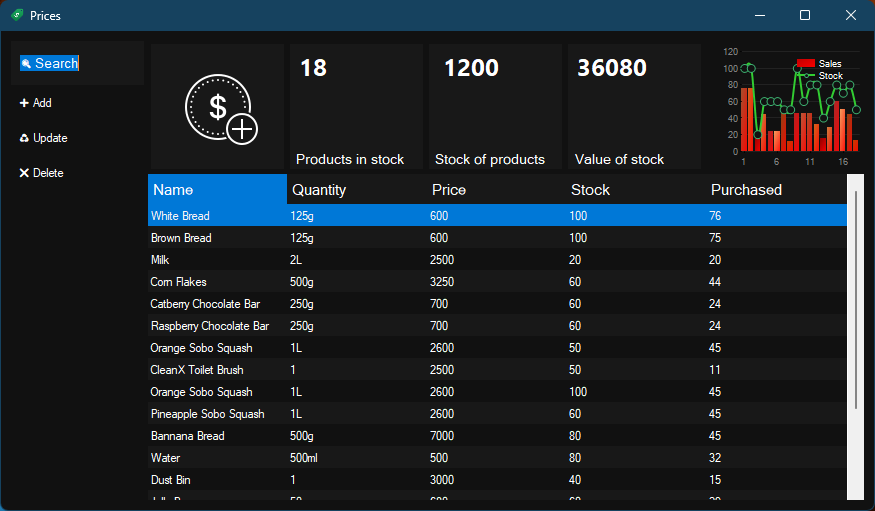 Prices
Search
Add
Update
Delete
$
18
Products in stock
1200
Stock of products
36080
Value of stock
120
100
80
60
40
20
0
1
6
11
16
Sales
Stock
Name Quantity Price Stock Purchased
White Bread 125g 600 100 76
Brown Bread 125g 600 100 75
Milk 2L 2500 20 20
Corn Flakes 500g 3250 60 44
Catberry Chocolate Bar 250g 700 60 24
Raspberry Chocolate Bar 250g 700 60 24
Orange Sobo Squash 1L 2600 50 45
CleanX Toilet Brush 1 2500 50 11
Orange Sobo Squash 1L 2600 100 45
Pineapple Sobo Squash 1L 2600 60 45
Bannana Bread 500g 7000 80 45
Water 500ml 500 80 32
Dust Bin 1 3000 40 15